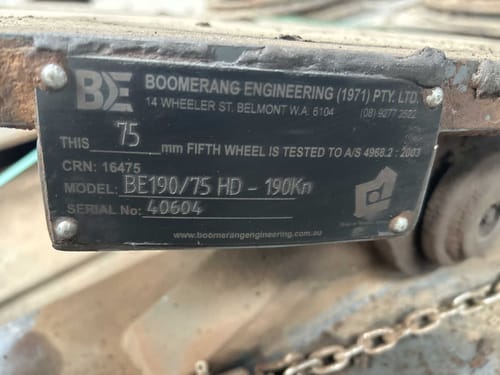 BE BOOMERANG ENGINEERING (1971) PTY. LTD.
14 WHEELER ST. BELMONT W.A. 6104 (08) 9277 2522
THIS 75 mm FIFTH WHEEL IS TESTED TO A/S 4968.2 : 2003
CRN: 16475
MODEL: BE190/75 HD - 190Kn
SERIAL No: 40604
www.boomerangengineering.com.au